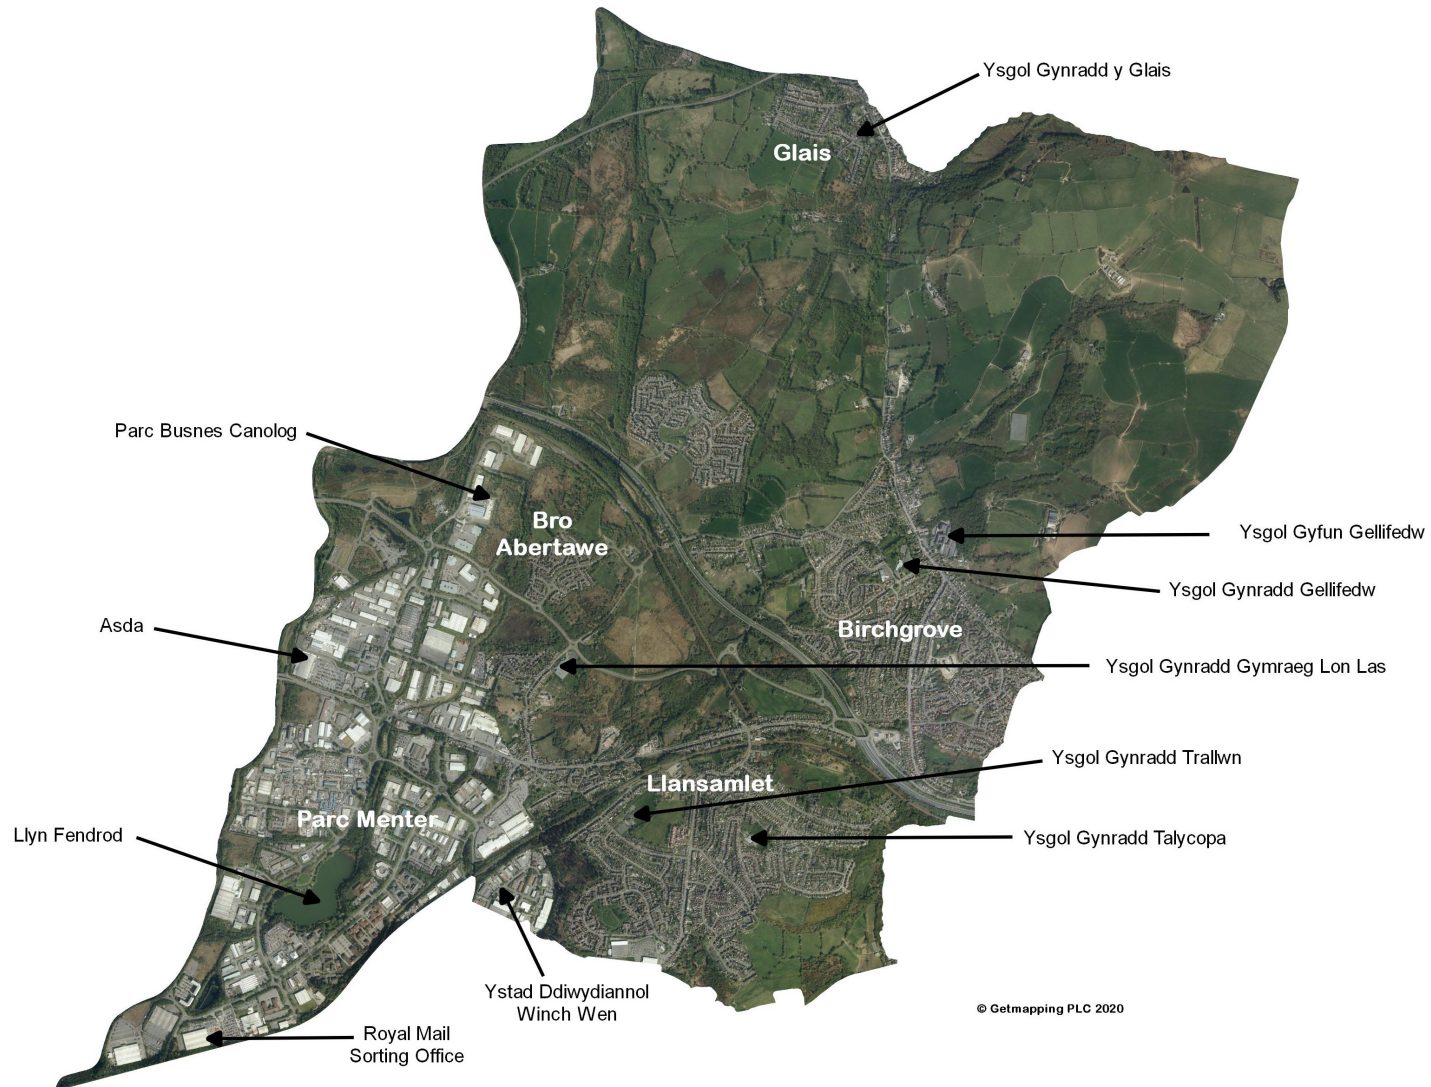 Ysgol Gynradd y Glais
Glais
Parc Busnes Canolog
Bro
Abertawe
Ysgol Gyfun Gellifedw
Ysgol Gynradd Gellifedw
Asda
Birchgrove
Ysgol Gynradd Gymraeg Lon Las
Ysgol Gynradd Trallwn
Llansamlet
Parc Menter
Llyn Fendrod
Ysgol Gynradd Talycopa
Ystad Ddiwydiannol
Winch Wen
© Getmapping PLC 2020
Royal Mail
Sorting Office